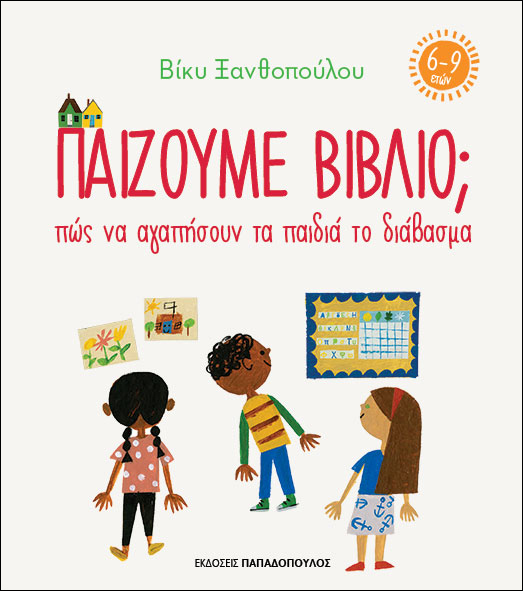 Βίκυ Ξανθοπούλου
6-9
ετών
ΠΑΙΖΟΥΜΕ ΒΙΒΛΙΟ;
πώς να αγαπήσουν τα παιδιά το διάβασμα
ΕΚΔΟΣΕΙΣ ΠΑΠΑΔΟΠΟΥΛΟΣ